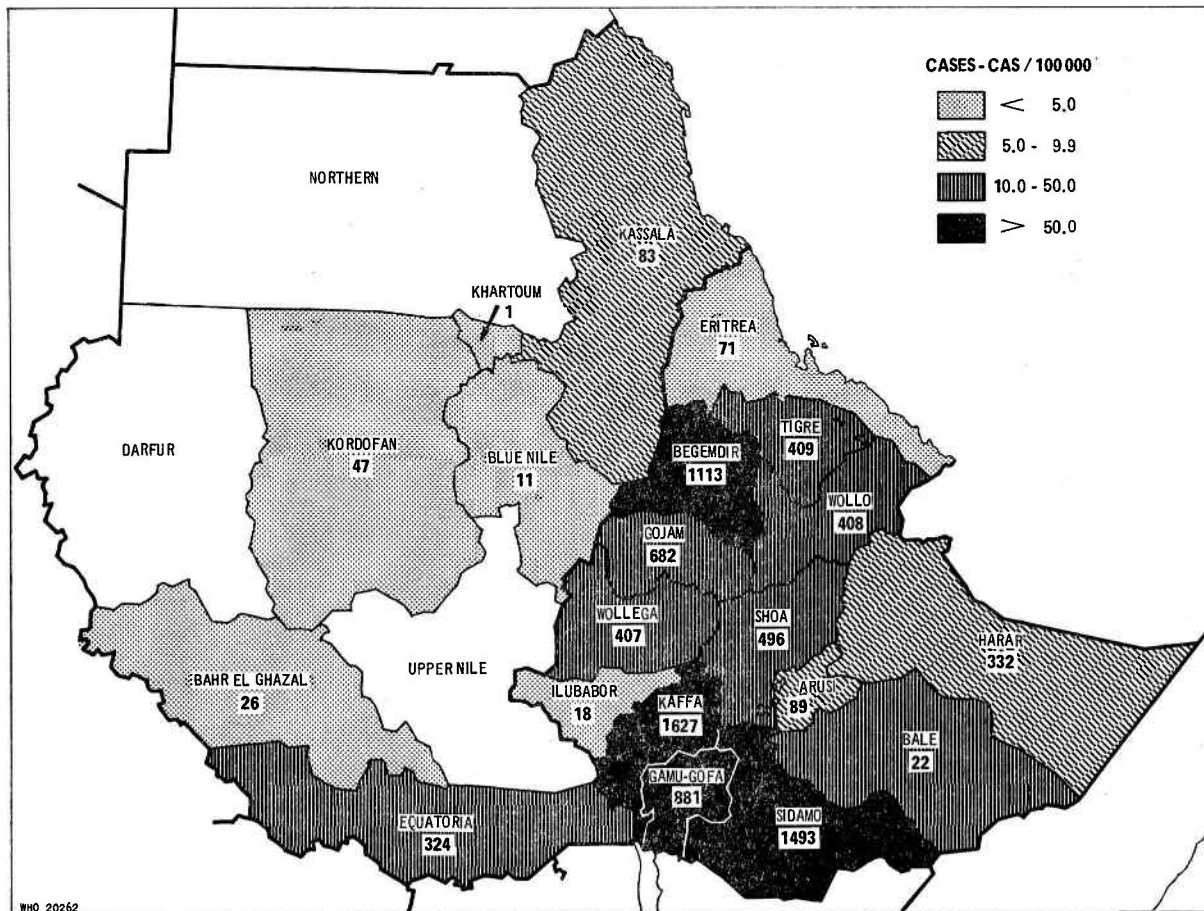 CASES - CAS / 100 000
< 5.0
5.0 - 9.9
10.0 - 50.0
> 50.0
NORTHERN
KASSALA
83
KHARTOUM
1
ERITREA
71
DARFUR
KORDOFAN
47
BLUE NILE
11
BEGEMDIR
1113
TIGRE
409
WOLLO
408
GOJAM
682
WOLLEGA
407
SHOA
496
HARAR
332
UPPER NILE
BAHR EL GHAZAL
26
ILUBABOR
18
KAFFA
1627
ARUSI
89
BALE
22
GAMU-GOFA
881
EQUATORIA
324
SIDAMO
1493
WHO 20262